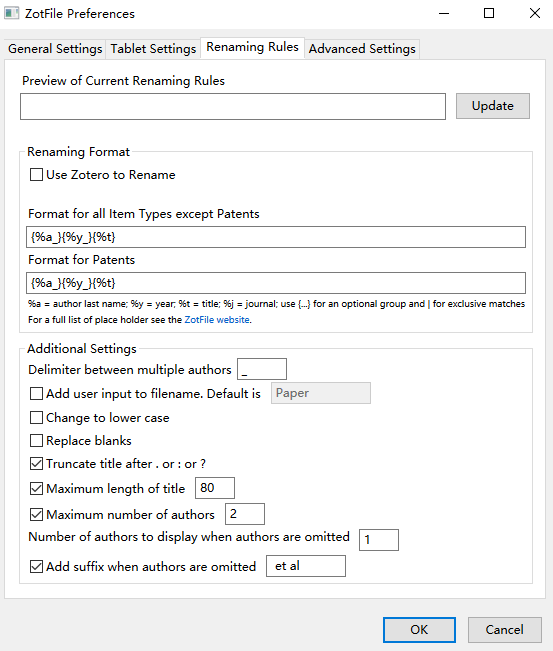 ZotFile Preferences
General Settings Tablet Settings Renaming Rules Advanced Settings
Preview of Current Renaming Rules
Update
Renaming Format
Use Zotero to Rename
Format for all Item Types except Patents
{%a_}{%y_}{%t}
Format for Patents
{%a_}{%y_}{%t}
%a = author last name; %y = year; %t = title; %j = journal; use {...} for an optional group and | for exclusive matches
For a full list of place holder see the ZotFile website.
Additional Settings
Delimiter between multiple authors _
Add user input to filename. Default is Paper
Change to lower case
Replace blanks
Truncate title after . or : or ?
Maximum length of title 80
Maximum number of authors 2
Number of authors to display when authors are omitted 1
Add suffix when authors are omitted et al
OK Cancel